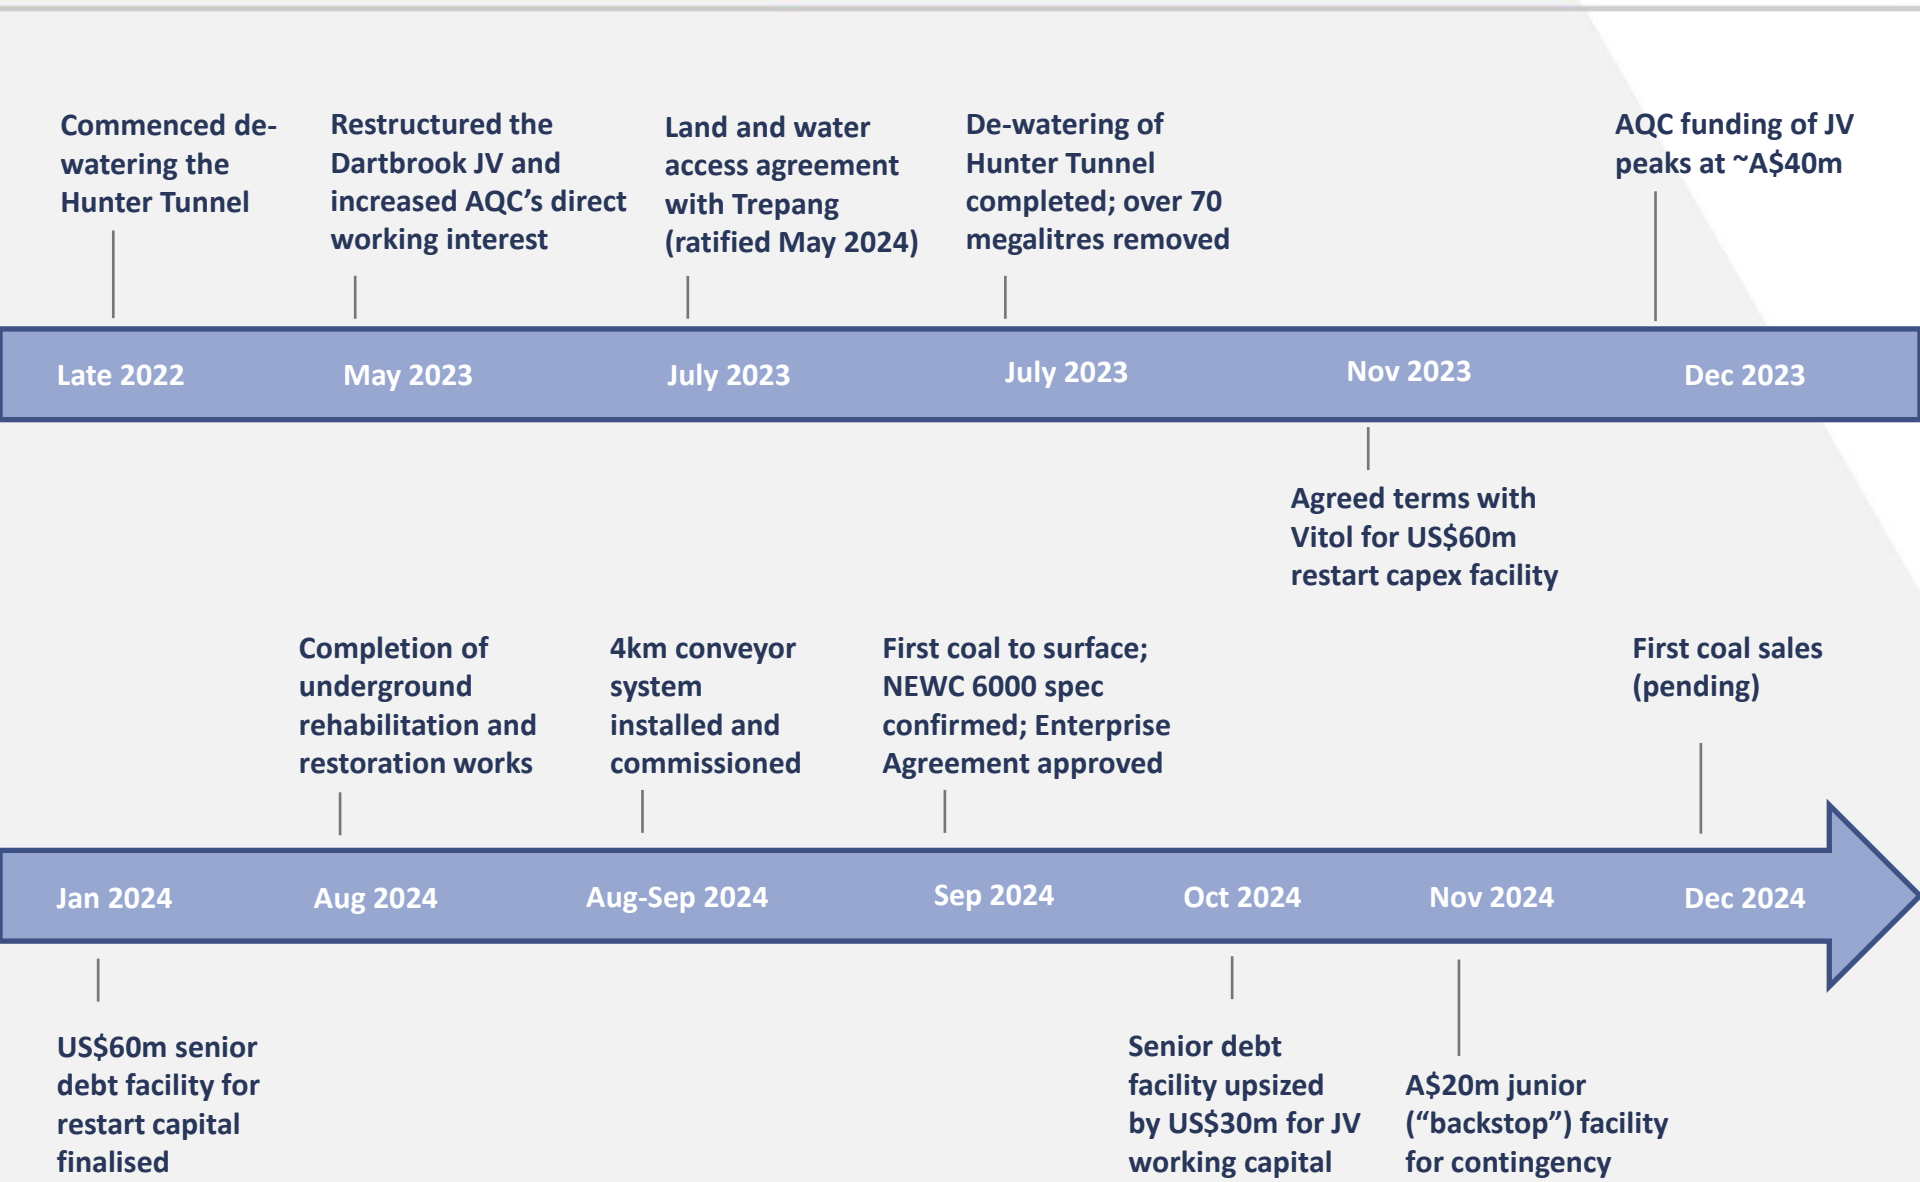 Commenced de-
watering the
Hunter Tunnel
Restructured the
Dartbrook JV and
increased AQC’s direct
working interest
Land and water
access agreement
with Trepang
(ratified May 2024)
De-watering of
Hunter Tunnel
completed; over 70
megalitres removed
AQC funding of JV
peaks at ~A$40m
Late 2022
May 2023
July 2023
July 2023
Nov 2023
Dec 2023
Agreed terms with
Vitol for US$60m
restart capex facility
Completion of
underground
rehabilitation and
restoration works
4km conveyor
system
installed and
commissioned
First coal to surface;
NEWC 6000 spec
confirmed; Enterprise
Agreement approved
First coal sales
(pending)
Jan 2024
Aug 2024
Aug-Sep 2024
Sep 2024
Oct 2024
Nov 2024
Dec 2024
US$60m senior
debt facility for
restart capital
finalised
Senior debt
facility upsized
by US$30m for JV
working capital
A$20m junior
(“backstop”) facility
for contingency